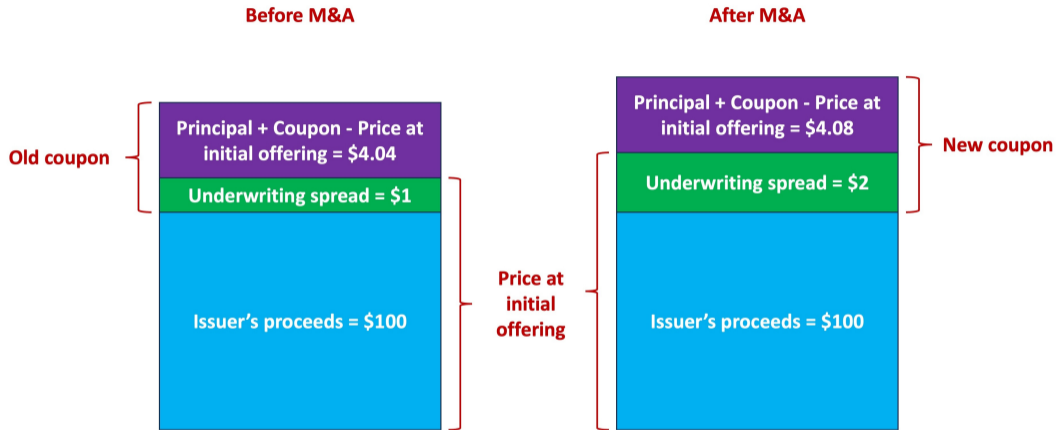 Before M&A
After M&A
Old coupon
Principal + Coupon - Price at
initial offering = $4.04
Underwriting spread = $1
Issuer's proceeds = $100
Price at
initial
offering
Principal + Coupon - Price at
initial offering = $4.08
Underwriting spread = $2
Issuer's proceeds = $100
New coupon